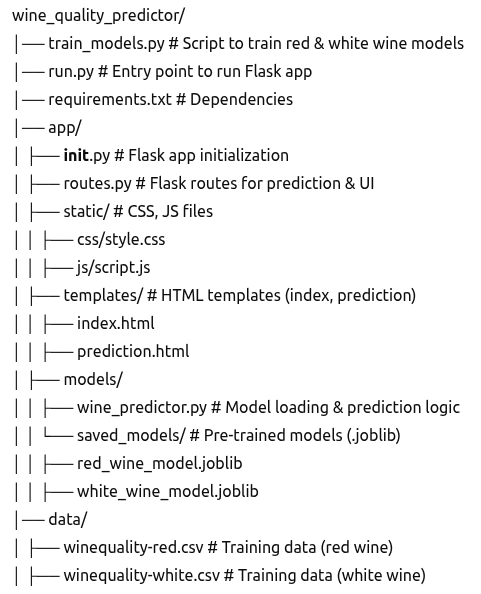 wine_quality_predictor/
│── train_models.py # Script to train red & white wine models
│── run.py # Entry point to run Flask app
│── requirements.txt # Dependencies
│── app/
│ ├── init.py # Flask app initialization
│ ├── routes.py # Flask routes for prediction & UI
│ ├── static/ # CSS, JS files
│ │ ├── css/style.css
│ │ ├── js/script.js
│ ├── templates/ # HTML templates (index, prediction)
│ │ ├── index.html
│ │ ├── prediction.html
│ ├── models/
│ │ ├── wine_predictor.py # Model loading & prediction logic
│ │ └── saved_models/ # Pre-trained models (.joblib)
│ │ ├── red_wine_model.joblib
│ │ ├── white_wine_model.joblib
│── data/
│ ├── winequality-red.csv # Training data (red wine)
│ ├── winequality-white.csv # Training data (white wine)